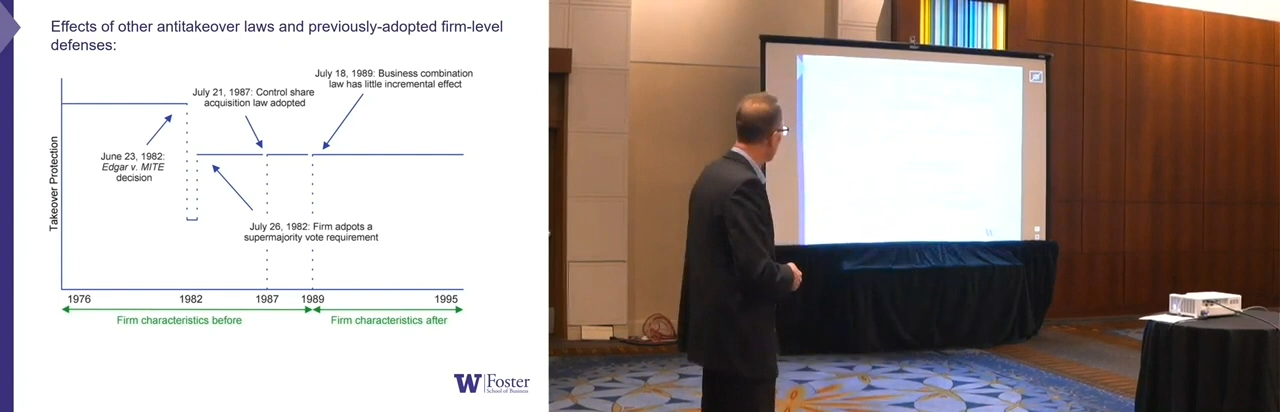 Effects of other antitakeover laws and previously-adopted firm-level
defenses:
July 18, 1989: Business combination
law has little incremental effect
July 21, 1987: Control share
acquisition law adopted
June 23, 1982:
Edgar v. MITE
decision
Takeover Protection
July 26, 1982: Firm adpots a
supermajority vote requirement
1976
1982
1987
1989
1995
Firm characteristics before
Firm characteristics after
W Foster
School of Business
W